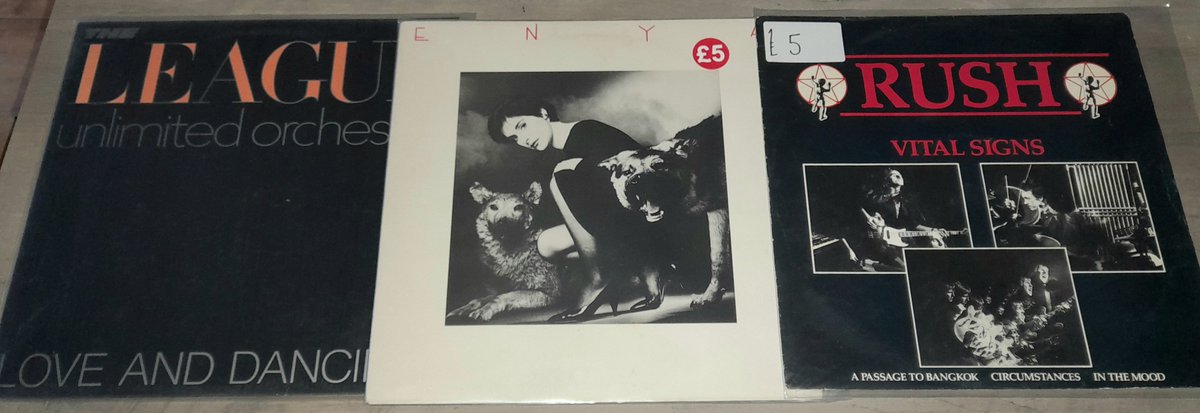 THE
LEAGU
unlimited orches
LOVE AND DANCI
E N Y A
£5
£5
RUSH
VITAL SIGNS
A PASSAGE TO BANGKOK CIRCUMSTANCES IN THE MOOD